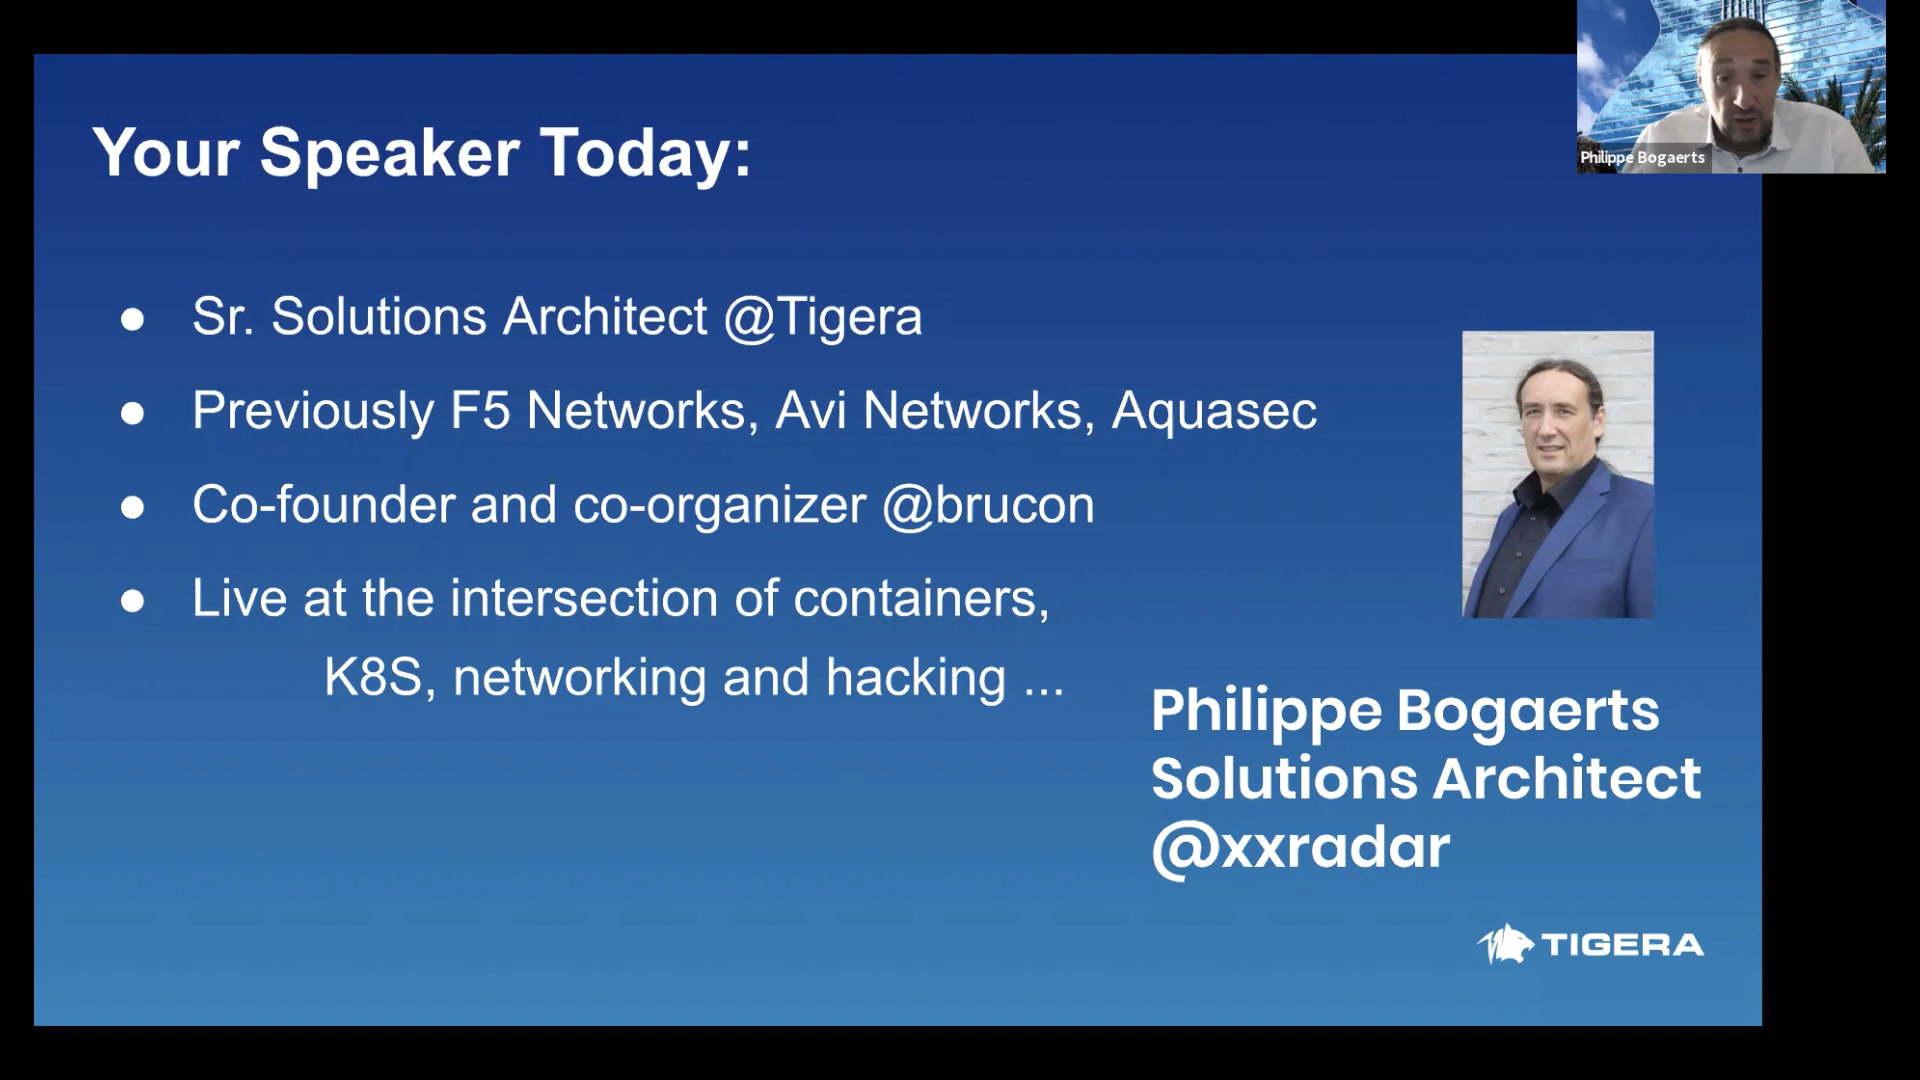 Your Speaker Today:
● Sr. Solutions Architect @Tigera
● Previously F5 Networks, Avi Networks, Aquasec
● Co-founder and co-organizer @brucon
● Live at the intersection of containers,
K8S, networking and hacking ...
Philippe Bogaerts
Solutions Architect
@xxradar
TIGERA
Philippe Bogaerts